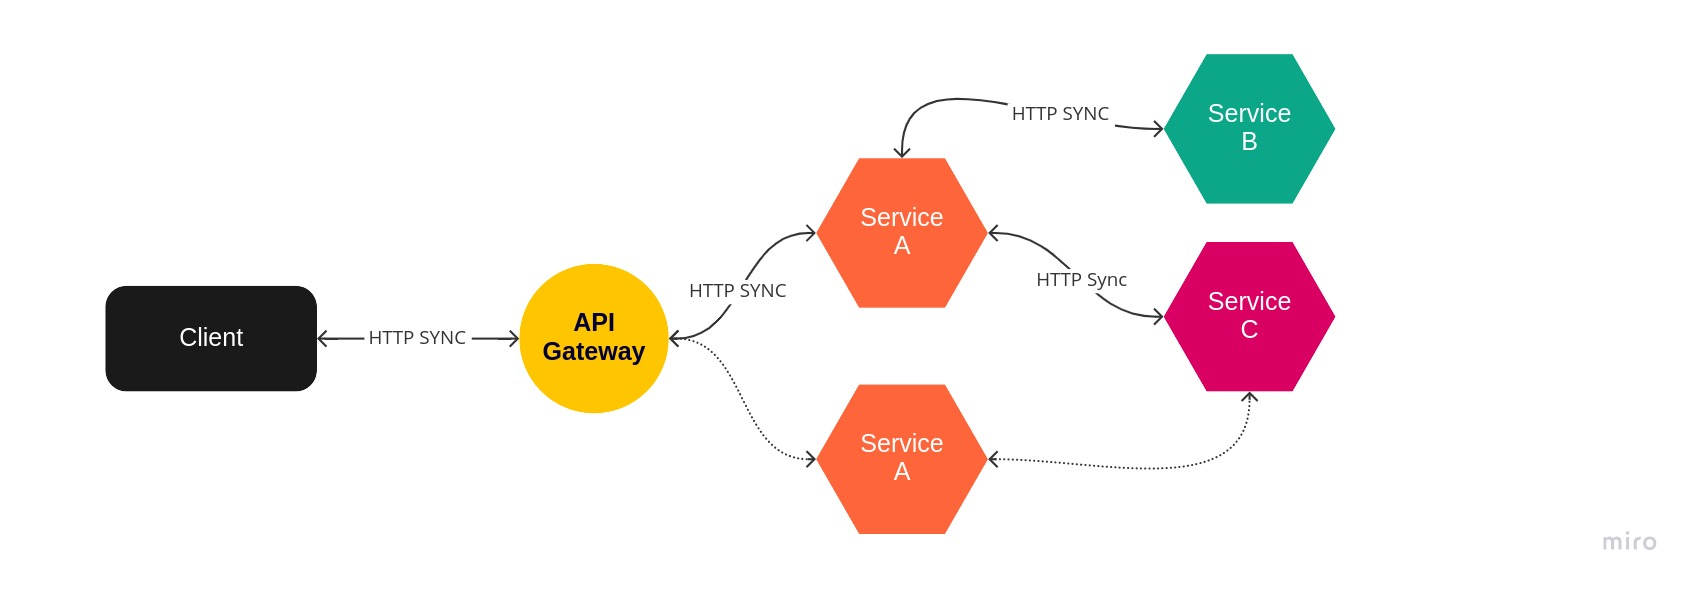 Client
HTTP SYNC
API
Gateway
HTTP SYNC
Service
A
HTTP SYNC
Service
B
HTTP Sync
Service
C
Service
A
miro